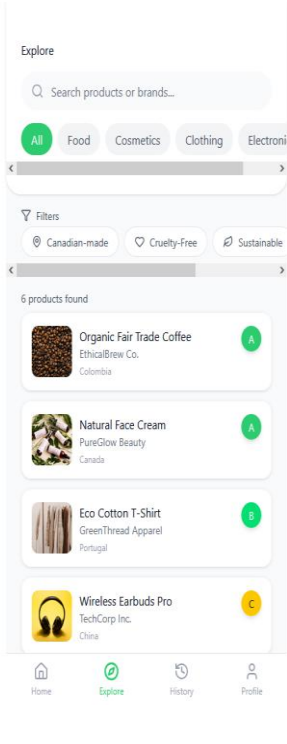 Explore
Search products or brands...
All Food Cosmetics Clothing Electroni
Filters
Canadian-made Cruelty-Free Sustainable
6 products found
Organic Fair Trade Coffee A
EthicalBrew Co.
Colombia
Natural Face Cream A
PureGlow Beauty
Canada
Eco Cotton T-Shirt B
GreenThread Apparel
Portugal
Wireless Earbuds Pro C
TechCorp Inc.
China
Home Explore History Profile